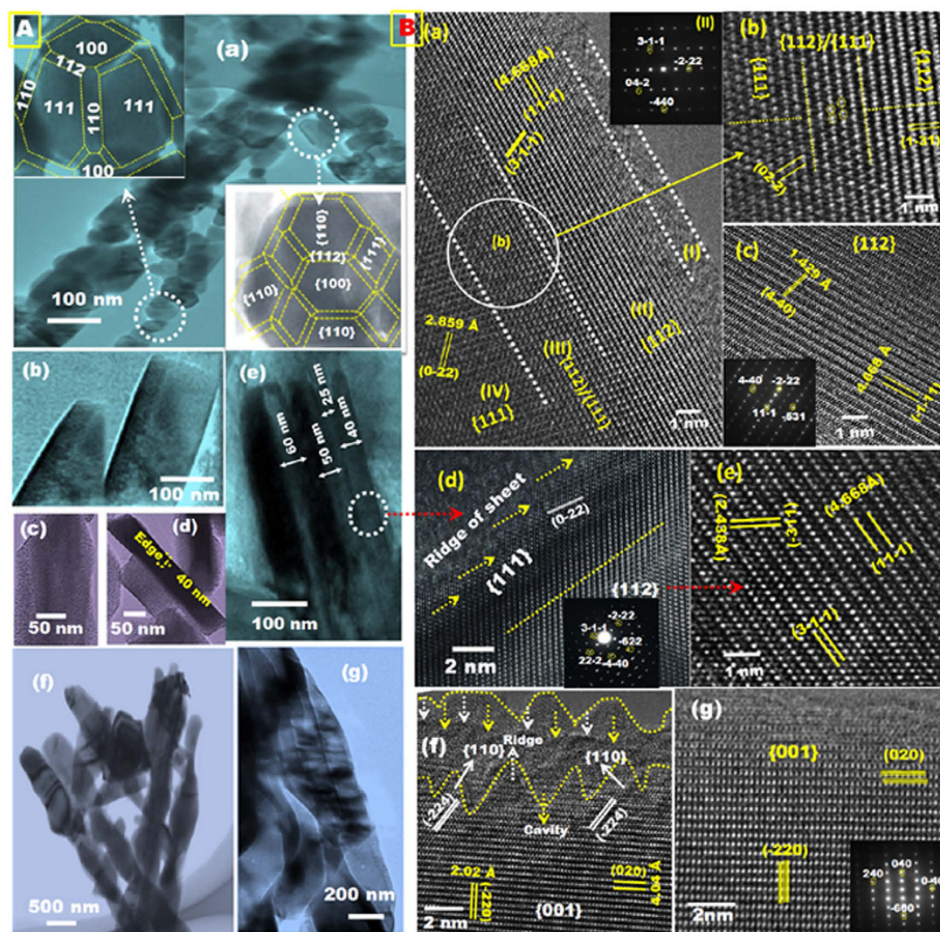 A
100
112
110
111
110
111
100
(a)
{110}
{112}
{111}
{100}
{110}
{110}
100 nm
(b)
100 nm
(c)
50 nm
(d)
Edge
40 nm
50 nm
(e)
60 nm
50 nm
25 nm
40 nm
100 nm
(f)
500 nm
(g)
200 nm
B
(a)
(4.668Å)
(11-1)
(3-1-1)
(II)
3-1-1
-2-22
04-2
-440
{b}
(I)
(II)
{112}
(III)
{112}/{111}
(IV)
{111}
2.859 Å
(0-22)
1 nm
(b)
{112}/{111}
{111}
{122}
(02-2)
(1-31)
1 nm
(c)
{112}
1.429 Å
(4-40)
4.668 Å
(-1-11)
4-40
-2-22
11-1
-631
1 nm
(d)
Ridge of sheet
(0-22)
{111}
{112}
3-1-1
-2-22
-622
22-2
-4-40
2 nm
(e)
(2.438Å)
(131)
(4.668Å)
(11-1)
(3-1-1)
1 nm
(f)
{110}
Ridge
{110}
(-224)
(-224)
Cavity
2.02 Å
(-220)
(020)
4.04 Å
{001}
2 nm
(g)
{001}
(020)
(-220)
040
240
-660
2nm